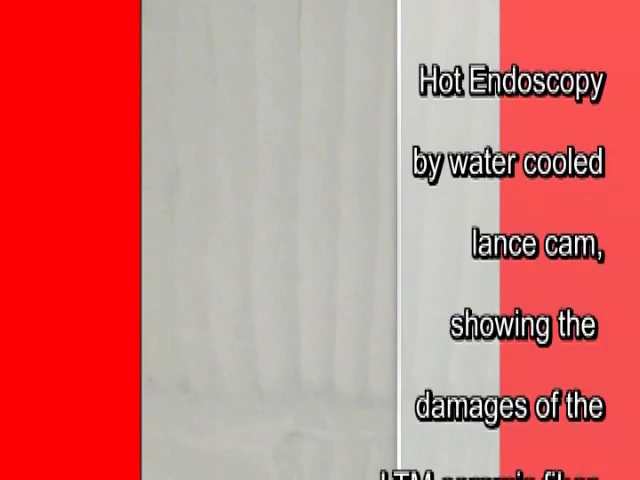 Hot Endoscopy
by water cooled
lance cam,
showing the
damages of the